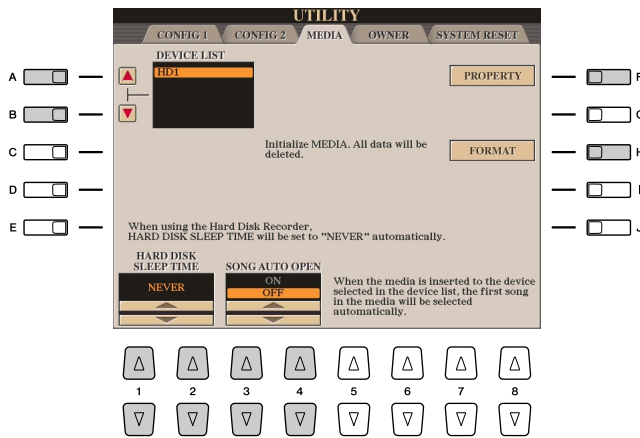 UTILITY
CONFIG 1 CONFIG 2 MEDIA OWNER SYSTEM RESET
DEVICE LIST
HD1
PROPERTY
A
F
B
Initialize MEDIA. All data will be
deleted.
FORMAT
C
H
D
E
When using the Hard Disk Recorder,
HARD DISK SLEEP TIME will be set to "NEVER" automatically.
HARD DISK
SLEEP TIME
NEVER
SONG AUTO OPEN
ON
OFF
When the media is inserted to the device
selected in the device list, the first song
in the media will be selected
automatically.
1 2 3 4 5 6 7 8